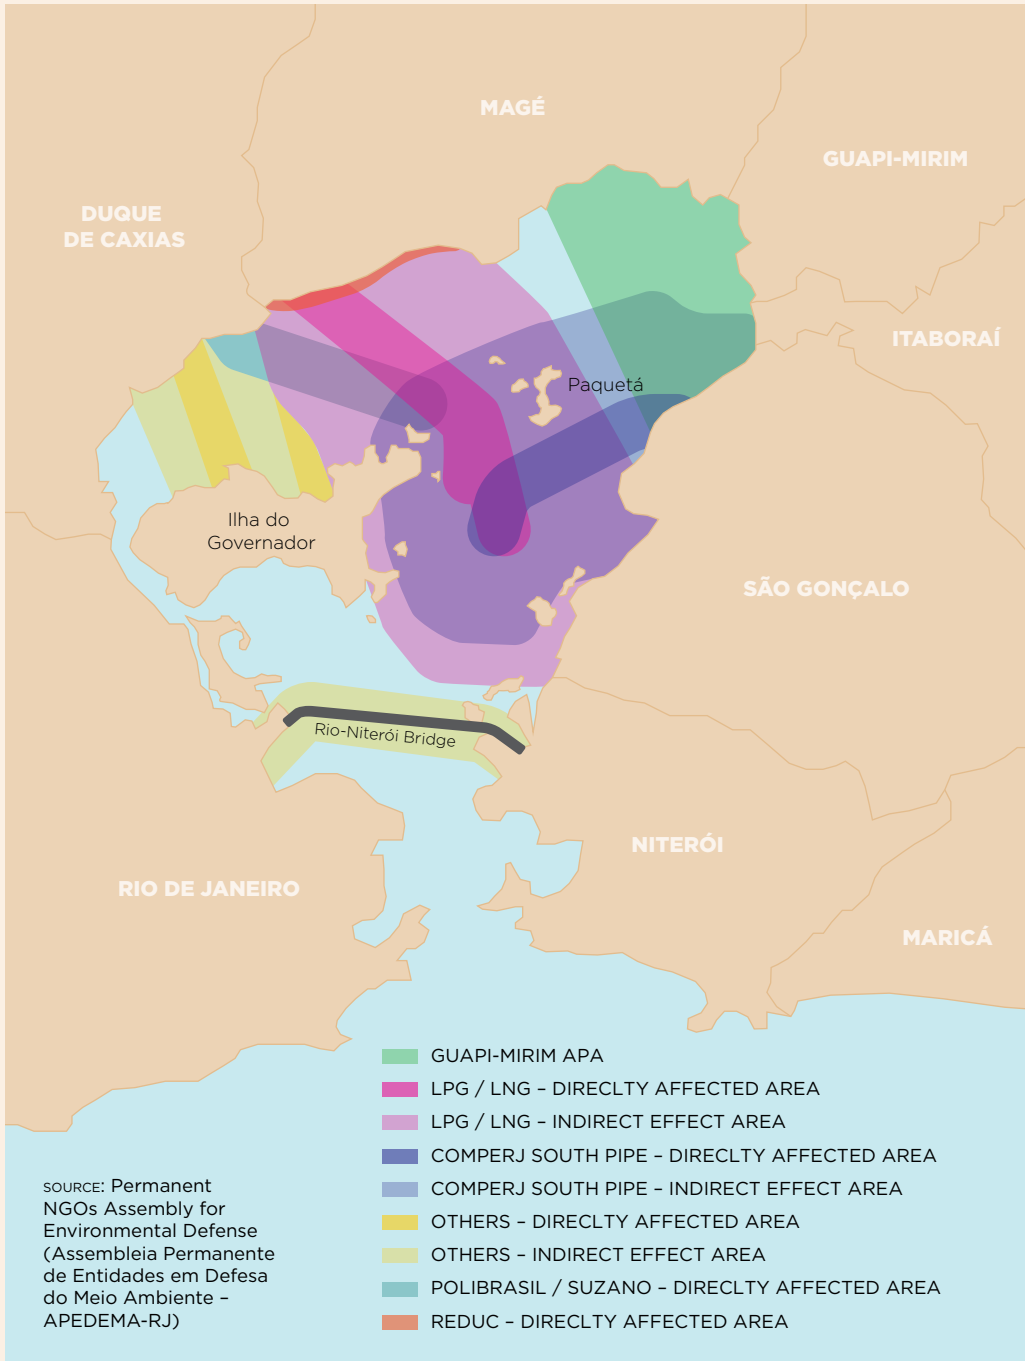 MAGÉ
GUAPI-MIRIM
DUQUE
DE CAXIAS
ITABORAÍ
Paquetá
Ilha do
Governador
SÃO GONÇALO
Rio-Niterói Bridge
NITERÓI
RIO DE JANEIRO
MARICÁ
GUAPI-MIRIM APA
LPG / LNG – DIRECLTY AFFECTED AREA
LPG / LNG – INDIRECT EFFECT AREA
COMPERJ SOUTH PIPE – DIRECLTY AFFECTED AREA
COMPERJ SOUTH PIPE – INDIRECT EFFECT AREA
OTHERS – DIRECLTY AFFECTED AREA
OTHERS – INDIRECT EFFECT AREA
POLIBRASIL / SUZANO – DIRECLTY AFFECTED AREA
REDUC – DIRECLTY AFFECTED AREA
SOURCE: Permanent
NGOs Assembly for
Environmental Defense
(Assembleia Permanente
de Entidades em Defesa
do Meio Ambiente –
APEDEMA-RJ)